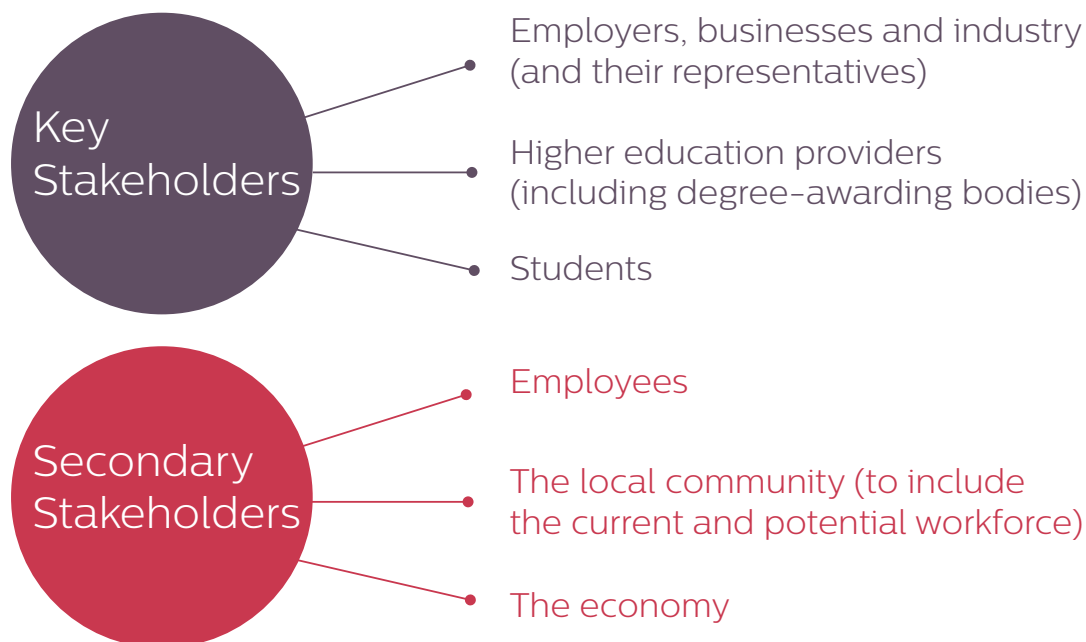 Key
Stakeholders
Employers, businesses and industry
(and their representatives)
Higher education providers
(including degree-awarding bodies)
Students
Secondary
Stakeholders
Employees
The local community (to include
the current and potential workforce)
The economy